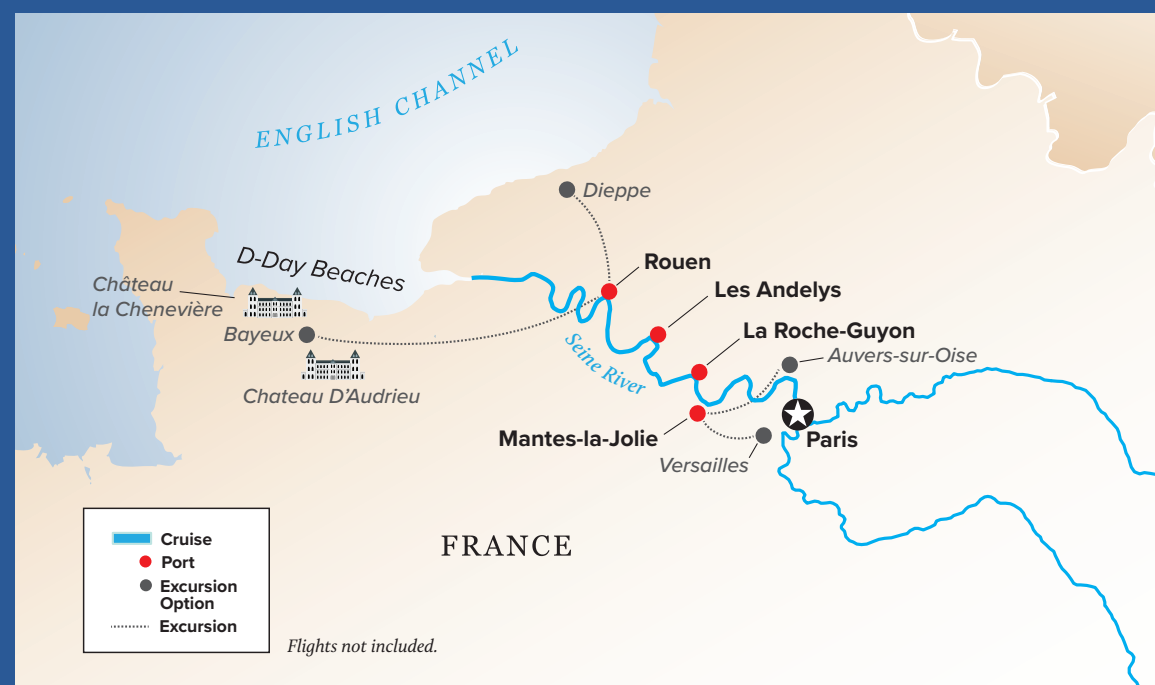 ENGLISH CHANNEL
Dieppe
D-Day Beaches
Rouen
Château
la Chenevière
Les Andelys
Bayeux
La Roche-Guyon
Seine River
Auvers-sur-Oise
Chateau D'Audrieu
Mantes-la-Jolie
Paris
Versailles
FRANCE
Cruise
Port
Excursion
Option
Excursion
Flights not included.